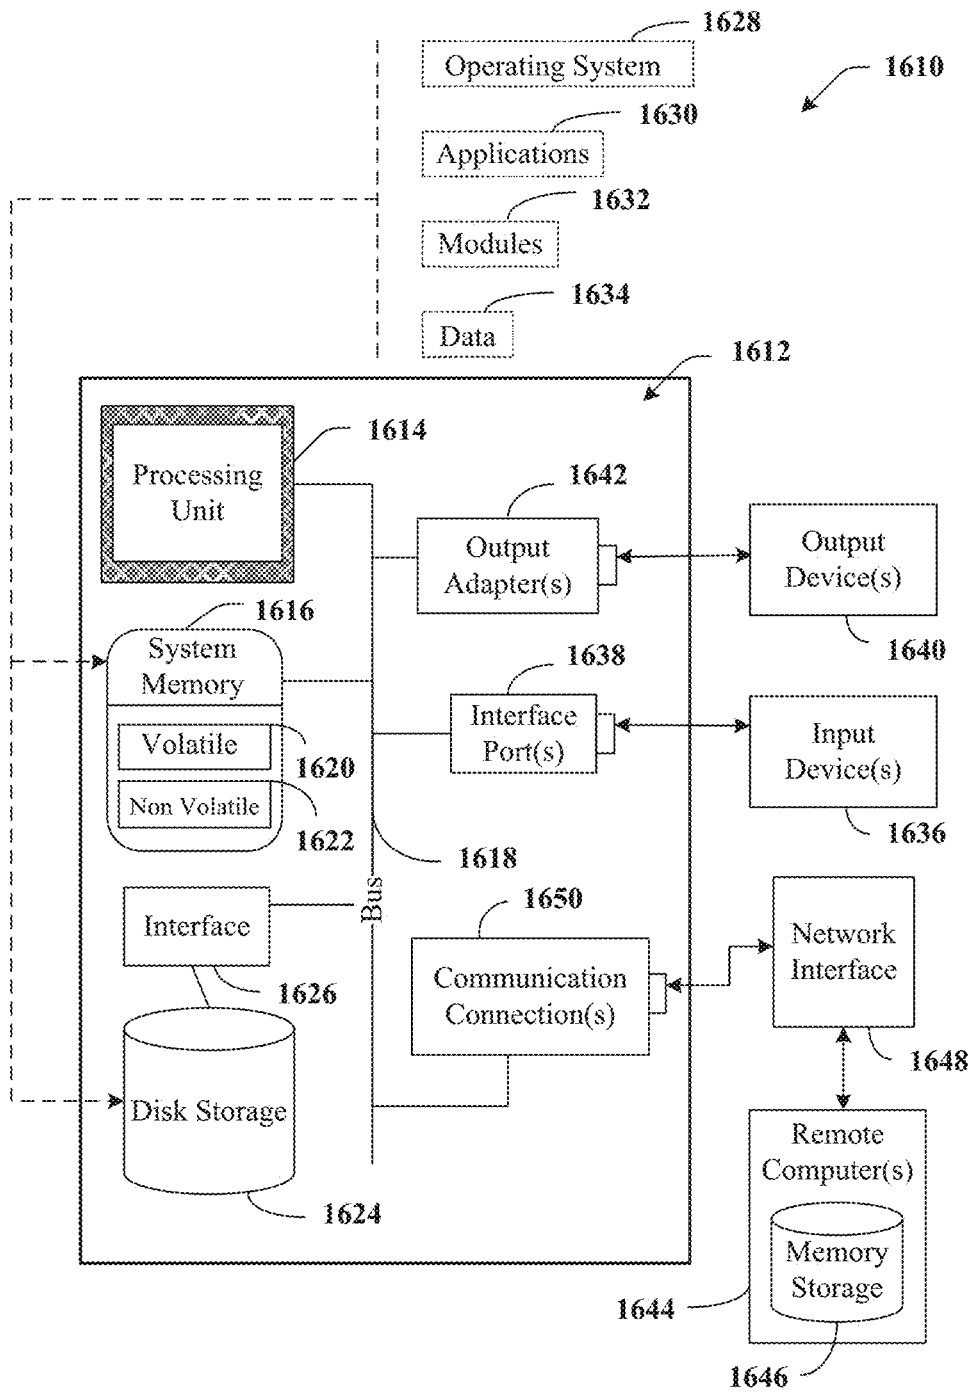 1628
Operating System
1610
1630
Applications
1632
Modules
1634
Data
1612
1614
Processing
Unit
1642
Output
Adapter(s)
Output
Device(s)
1640
1616
System
Memory
Volatile
1620
Non Volatile
1622
1638
Interface
Port(s)
Input
Device(s)
1636
1618
Bus
Interface
1626
1650
Communication
Connection(s)
Network
Interface
1648
Disk Storage
1624
Remote
Computer(s)
Memory
Storage
1644
1646